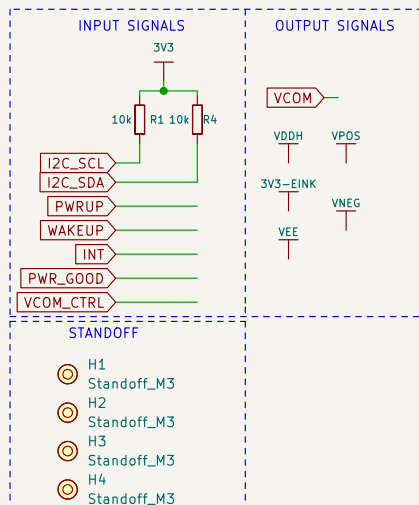 INPUT SIGNALS
3V3
10k
R1
10k
R4
I2C_SCL
I2C_SDA
PWRUP
WAKEUP
INT
PWR_GOOD
VCOM_CTRL
OUTPUT SIGNALS
VCOM
VDDH
VPOS
3V3-EINK
VNEG
VEE
STANDOFF
H1
Standoff_M3
H2
Standoff_M3
H3
Standoff_M3
H4
Standoff_M3